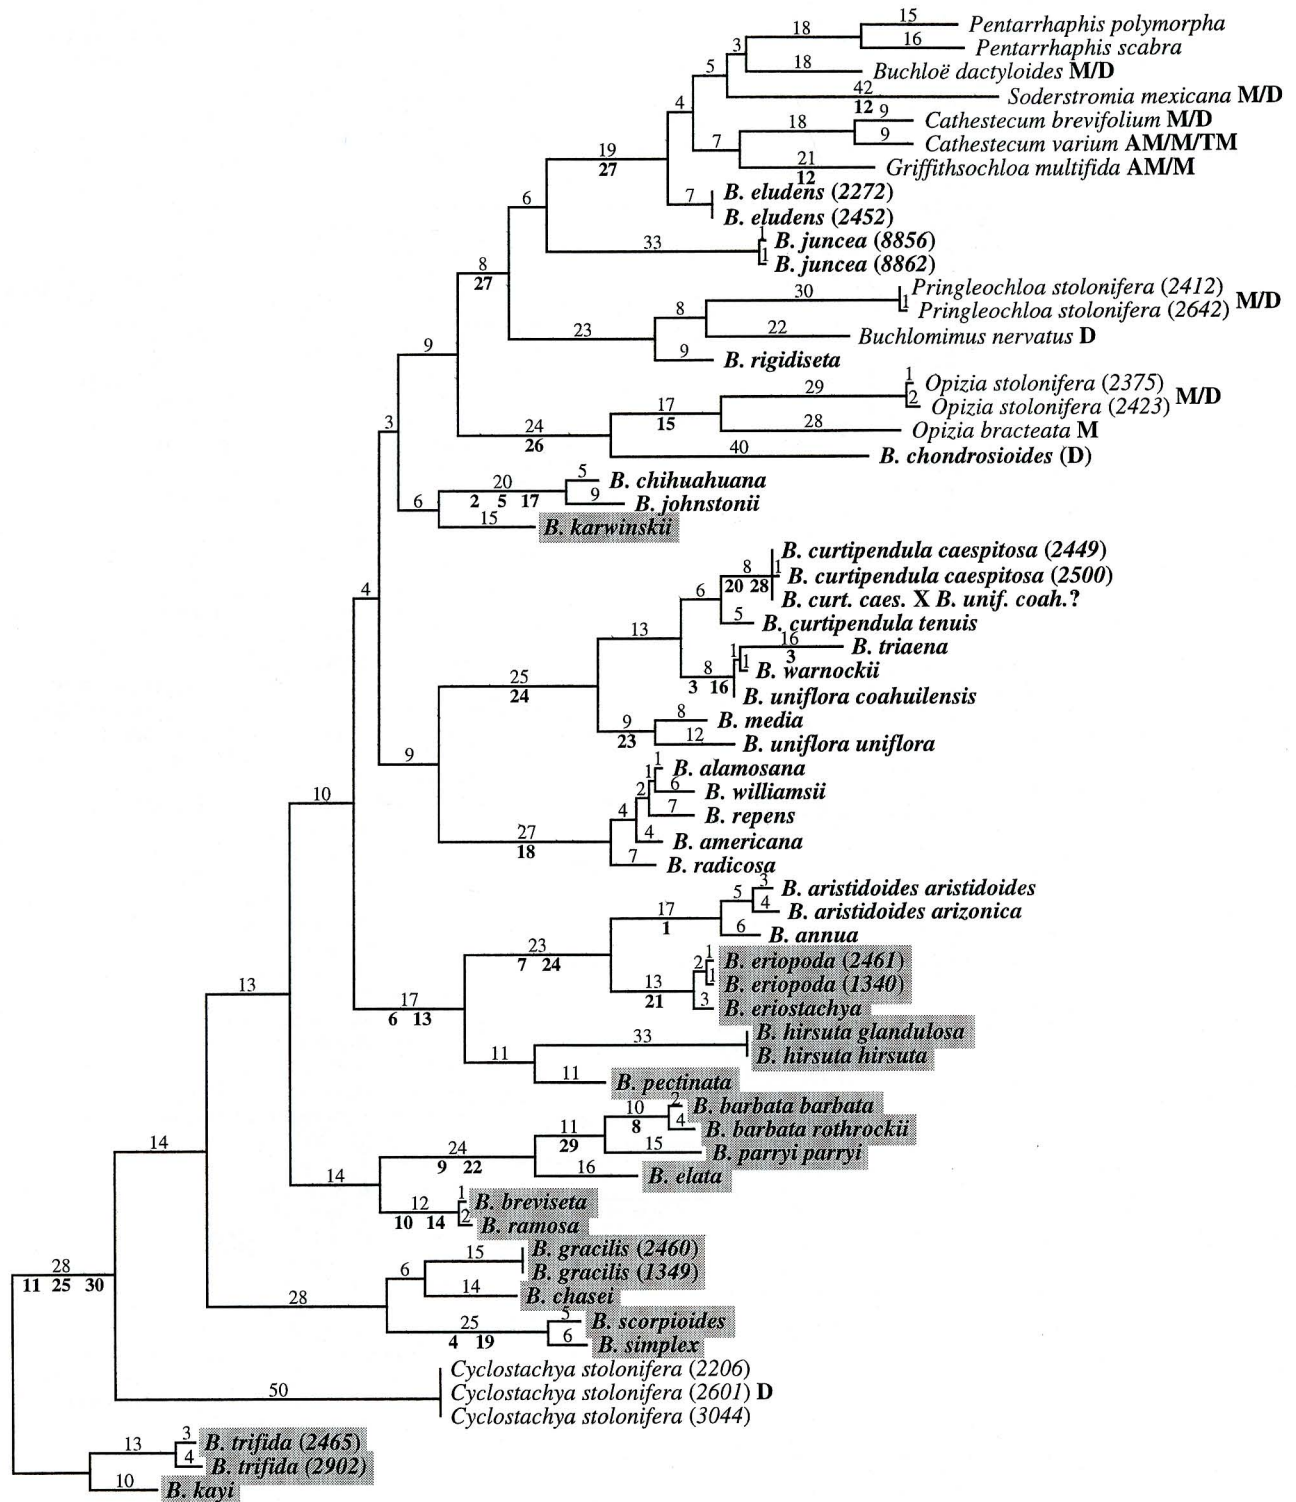 15
Pentarrhaphis polymorpha
18
16
Pentarrhaphis scabra
3
18
Buchloë dactyloides M/D
5
42
Soderstromia mexicana M/D
12
4
9
Cathestecum brevifolium M/D
18
9
Cathestecum varium AM/M/TM
7
21
Griffithsochloa multifida AM/M
12
19
27
7
B. eludens (2272)
B. eludens (2452)
6
1
B. juncea (8856)
33
1
B. juncea (8862)
8
27
30
Pringleochloa stolonifera (2412)
1
Pringleochloa stolonifera (2642) M/D
8
22
Buchlomimus nervatus D
23
9
B. rigidiseta
9
1
Opizia stolonifera (2375)
29
2
Opizia stolonifera (2423) M/D
17
15
28
Opizia bracteata M
24
26
40
B. chondrosioides (D)
3
5
B. chihuahuana
20
2 5 17
9
B. johnstonii
6
15
B. karwinskii
4
B. curtipendula caespitosa (2449)
8
1
B. curtipendula caespitosa (2500)
20 28
B. curt. caes. X B. unif. coah.?
6
5
B. curtipendula tenuis
13
16
B. triaena
3
1
1
B. warnockii
8
3 16
B. uniflora coahuilensis
25
24
8
B. media
9
23
12
B. uniflora uniflora
9
1
B. alamosana
1
6
B. williamsii
2
7
B. repens
4
4
B. americana
27
18
7
B. radicosa
10
3
B. aristidoides aristidoides
5
4
B. aristidoides arizonica
17
1
6
B. annua
23
7 24
1
B. eriopoda (2461)
2
1
B. eriopoda (1340)
13
21
3
B. eriostachya
17
6 13
33
B. hirsuta glandulosa
B. hirsuta hirsuta
11
11
B. pectinata
13
2
B. barbata barbata
10
8
4
B. barbata rothrockii
11
29
15
B. parryi parryi
24
9 22
16
B. elata
14
1
B. breviseta
12
10 14
2
B. ramosa
14
15
B. gracilis (2460)
B. gracilis (1349)
6
14
B. chasei
28
5
B. scorpioides
25
4 19
6
B. simplex
28
11 25 30
Cyclostachya stolonifera (2206)
50
Cyclostachya stolonifera (2601) D
Cyclostachya stolonifera (3044)
3
B. trifida (2465)
13
4
B. trifida (2902)
10
B. kayi